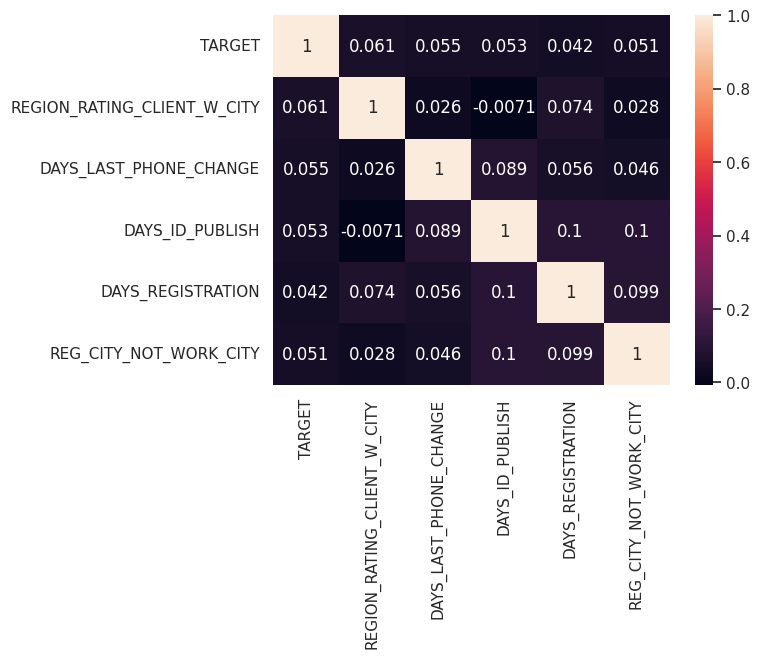 TARGET 1 0.061 0.055 0.053 0.042 0.051
REGION_RATING_CLIENT_W_CITY 0.061 1 0.026 -0.0071 0.074 0.028
DAYS_LAST_PHONE_CHANGE 0.055 0.026 1 0.089 0.056 0.046
DAYS_ID_PUBLISH 0.053 -0.0071 0.089 1 0.1 0.1
DAYS_REGISTRATION 0.042 0.074 0.056 0.1 1 0.099
REG_CITY_NOT_WORK_CITY 0.051 0.028 0.046 0.1 0.099 1
TARGET
REGION_RATING_CLIENT_W_CITY
DAYS_LAST_PHONE_CHANGE
DAYS_ID_PUBLISH
DAYS_REGISTRATION
REG_CITY_NOT_WORK_CITY
1.0
0.8
0.6
0.4
0.2
0.0